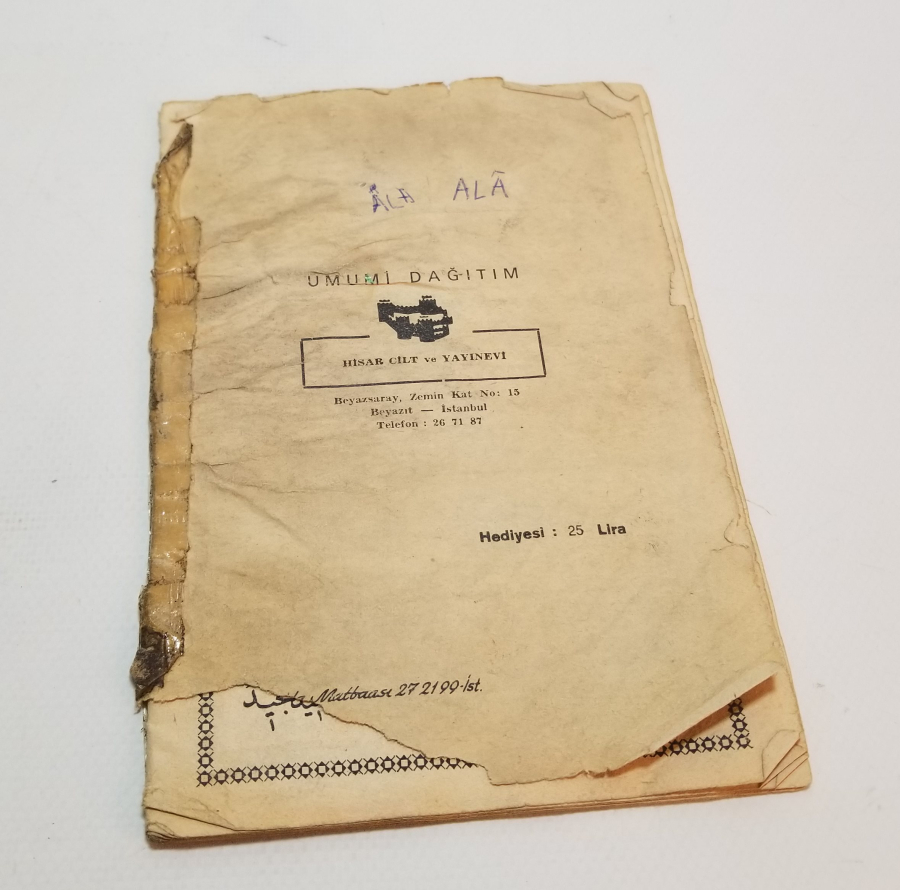 ÂLÂ ALÂ
UMUMİ DAĞITIM
HİSAR CİLT ve YAYINEVİ
Beyazsaray, Zemin Kat No: 15
Beyazıt — İstanbul
Telefon : 26 71 87
Hediyesi : 25 Lira
Matbaası 27 21 99-İst.